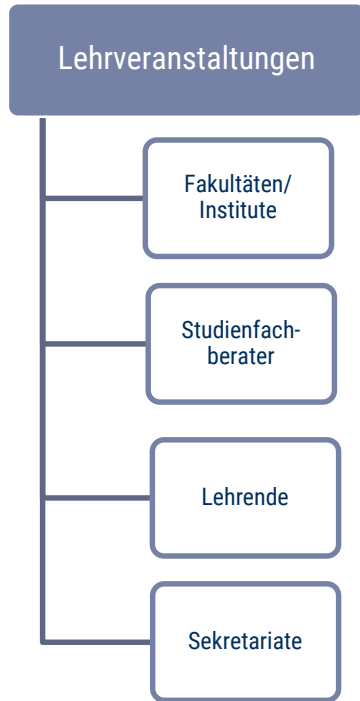 Lehrveranstaltungen
Fakultäten/
Institute
Studienfach-
berater
Lehrende
Sekretariate